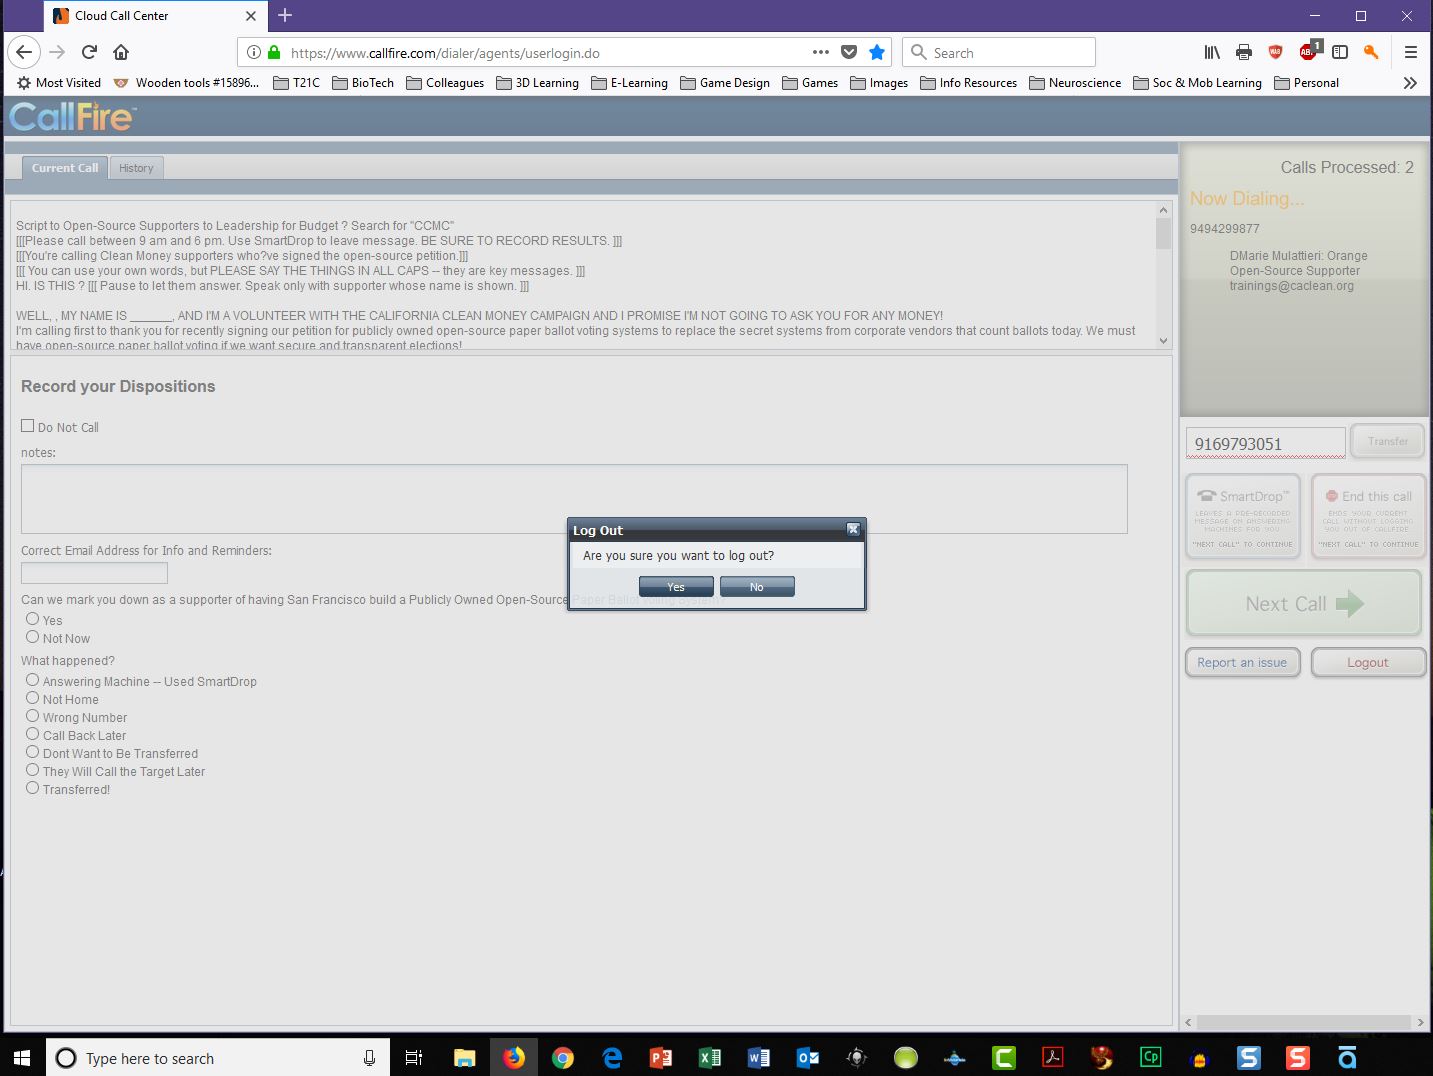 Cloud Call Center
https://www.callfire.com/dialer/agents/userlogin.do
Search
1
Most Visited
Wooden tools #15896...
T21C
BioTech
Colleagues
3D Learning
E-Learning
Game Design
Games
Images
Info Resources
Neuroscience
Soc & Mob Learning
Personal
CallFire™
Current Call
History
Script to Open-Source Supporters to Leadership for Budget ? Search for "CCMC"
[[[Please call between 9 am and 6 pm. Use SmartDrop to leave message. BE SURE TO RECORD RESULTS. ]]]
[[[You're calling Clean Money supporters who?ve signed the open-source petition.]]]
[[[ You can use your own words, but PLEASE SAY THE THINGS IN ALL CAPS -- they are key messages. ]]]
HI. IS THIS ? [[[ Pause to let them answer. Speak only with supporter whose name is shown. ]]]
WELL, , MY NAME IS ______, AND I'M A VOLUNTEER WITH THE CALIFORNIA CLEAN MONEY CAMPAIGN AND I PROMISE I'M NOT GOING TO ASK YOU FOR ANY MONEY!
I'm calling first to thank you for recently signing our petition for publicly owned open-source paper ballot voting systems to replace the secret systems from corporate vendors that count ballots today. We must
have open-source paper ballot voting if we want secure and transparent elections!
Record your Dispositions
Do Not Call
notes:
Correct Email Address for Info and Reminders:
Can we mark you down as a supporter of having San Francisco build a Publicly Owned Open-Source Paper Ballot Voting System?
Yes
Not Now
What happened?
Answering Machine -- Used SmartDrop
Not Home
Wrong Number
Call Back Later
Dont Want to Be Transferred
They Will Call the Target Later
Transferred!
Log Out
Are you sure you want to log out?
Yes
No
Calls Processed: 2
Now Dialing...
9494299877
DMarie Mulattieri: Orange
Open-Source Supporter
trainings@caclean.org
9169793051
Transfer
SmartDrop™
LEAVES A PRE-RECORDED
MESSAGE ON ANSWERING
MACHINES FOR YOU
"NEXT CALL" TO CONTINUE
End this call
ENDS YOUR CURRENT
CALL WITHOUT LOGGING
YOU OUT OF CALLFIRE
"NEXT CALL" TO CONTINUE
Next Call
Report an issue
Logout
Type here to search